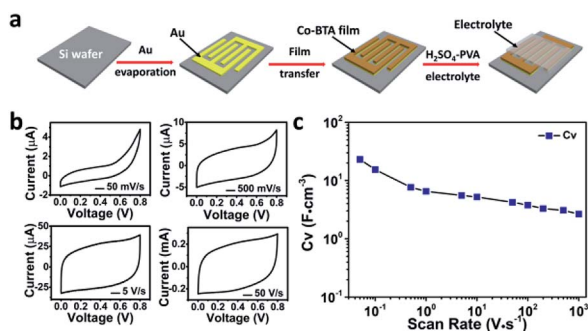 a
Si wafer
Au
evaporation
Au
Film
transfer
Co-BTA film
H₂SO₄-PVA
electrolyte
Electrolyte
b
Current (μA)
4
2
0
-2
0.0 0.2 0.4 0.6 0.8
Voltage (V)
50 mV/s
Current (μA)
10
5
0
-5
0.0 0.2 0.4 0.6 0.8
Voltage (V)
500 mV/s
Current (μA)
50
25
0
-25
0.0 0.2 0.4 0.6 0.8
Voltage (V)
5 V/s
Current (mA)
0.2
0.0
-0.2
0.0 0.2 0.4 0.6 0.8
Voltage (V)
50 V/s
c
Cv (F·cm⁻³)
10²
10¹
10⁰
10⁻¹
10⁻¹ 10⁰ 10¹ 10² 10³
Scan Rate (V·s⁻¹)
Cv